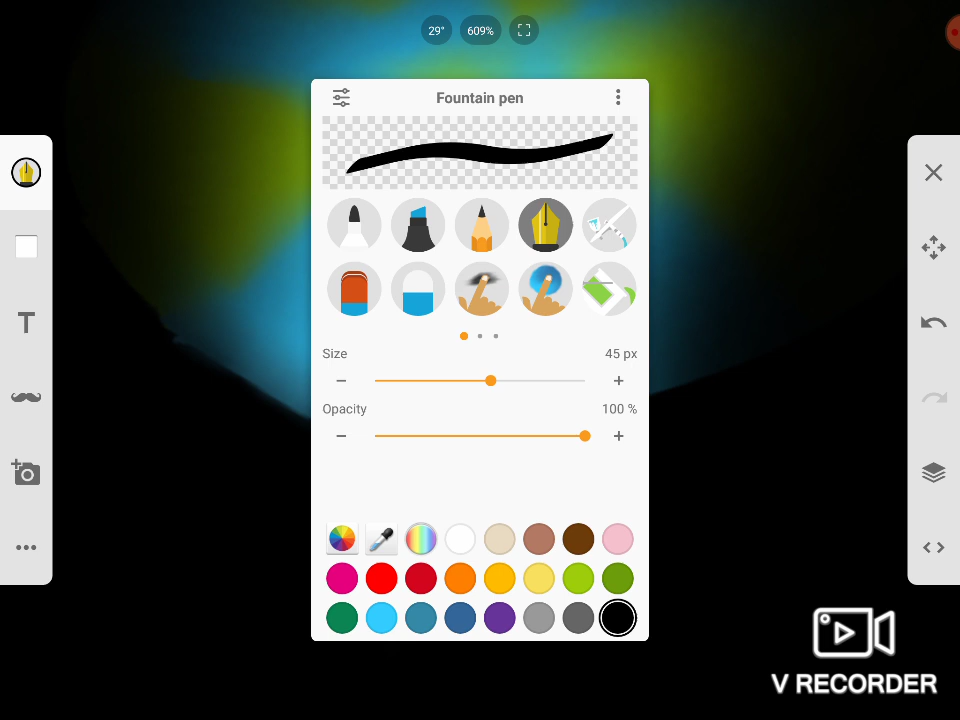 29°
609%
Fountain pen
T
Size
45 px
Opacity
100 %
V RECORDER